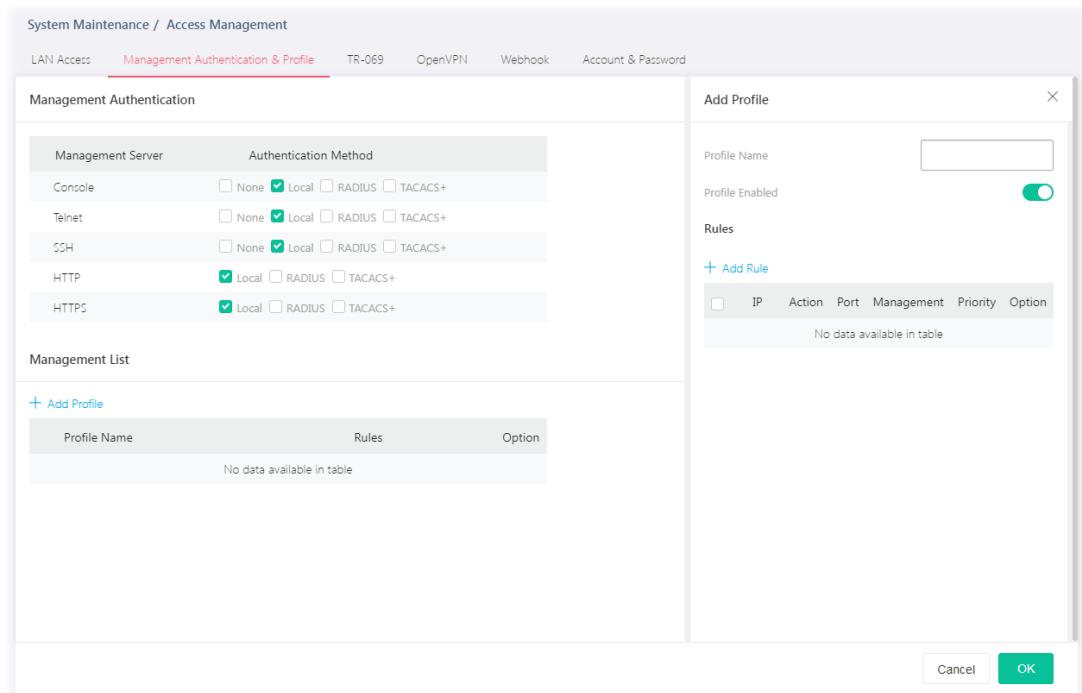 System Maintenance / Access Management
LAN Access Management Authentication & Profile TR-069 OpenVPN Webhook Account & Password
Management Authentication
Management Server Authentication Method
Console None Local RADIUS TACACS+
Telnet None Local RADIUS TACACS+
SSH None Local RADIUS TACACS+
HTTP Local RADIUS TACACS+
HTTPS Local RADIUS TACACS+
Management List
+ Add Profile
Profile Name Rules Option
No data available in table
Add Profile
Profile Name
Profile Enabled
Rules
+ Add Rule
IP Action Port Management Priority Option
No data available in table
Cancel OK